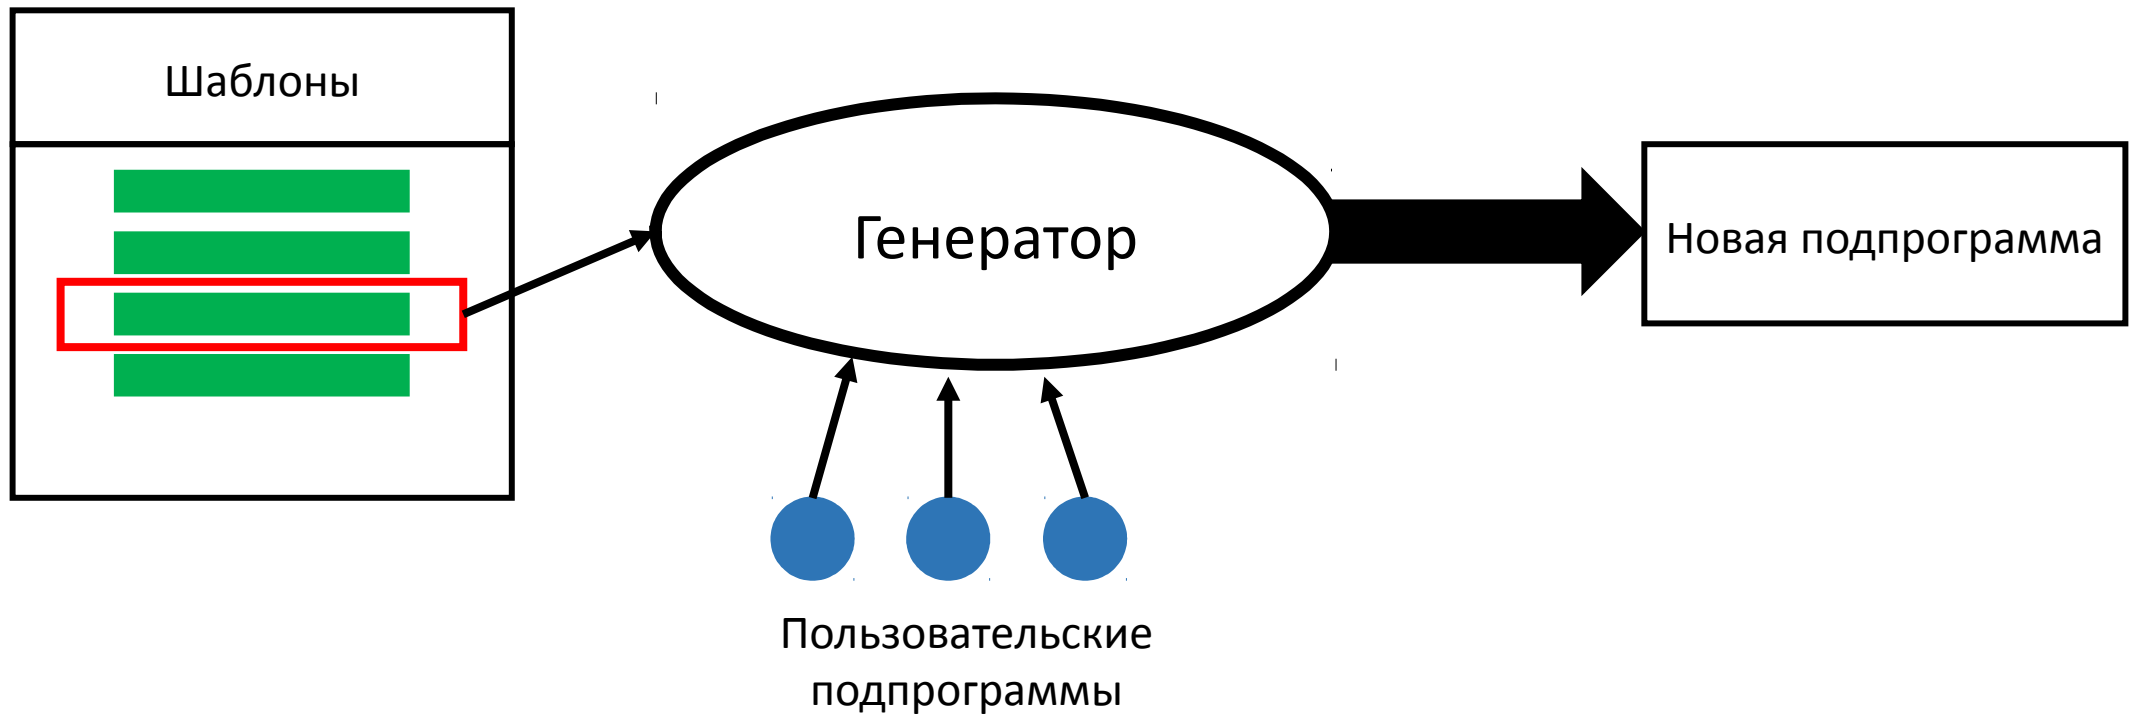 Шаблоны
Генератор
Новая подпрограмма
Пользовательские
подпрограммы